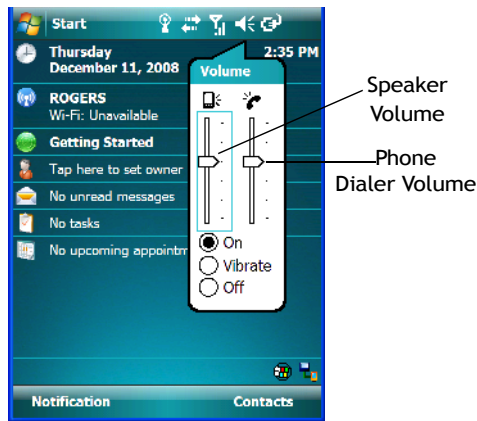 Start
Thursday
December 11, 2008
2:35 PM
Volume
ROGERS
Wi-Fi: Unavailable
Getting Started
Tap here to set owner
No unread messages
No tasks
No upcoming appointm
On
Vibrate
Off
Notification
Contacts
Speaker
Volume
Phone
Dialer Volume